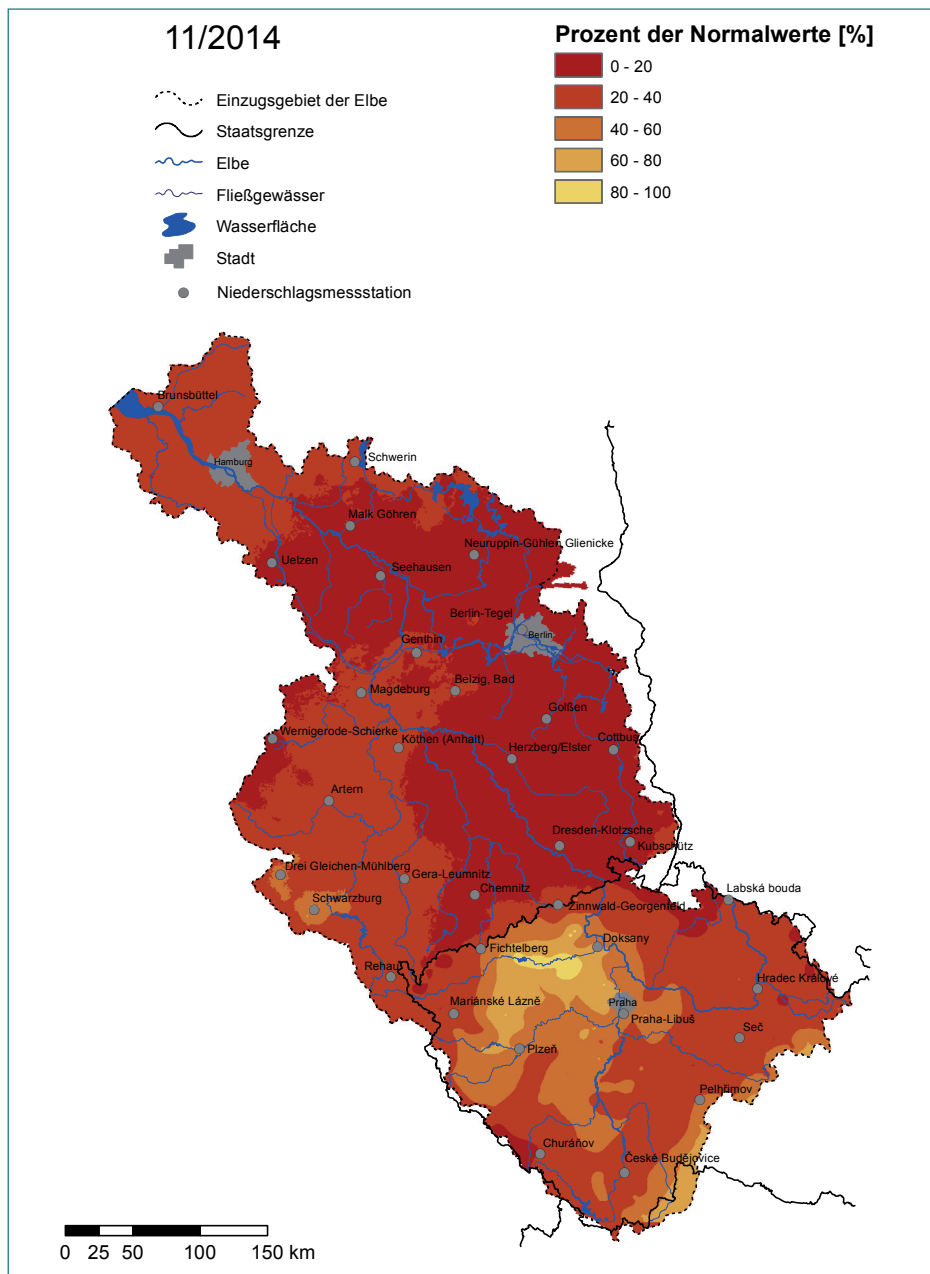 11/2014
Prozent der Normalwerte [%]
0 - 20
20 - 40
40 - 60
60 - 80
80 - 100
Einzugsgebiet der Elbe
Staatsgrenze
Elbe
Fließgewässer
Wasserfläche
Stadt
Niederschlagsmessstation
Brunsbüttel
Hamburg
Schwerin
Malk Göhren
Neuruppin-Gühlen Glienicke
Uelzen
Seehausen
Berlin-Tegel
Berlin
Genthin
Belzig, Bad
Magdeburg
Golßen
Wernigerode-Schierke
Köthen (Anhalt)
Herzberg/Elster
Cottbus
Artern
Dresden-Klotzsche
Kubschütz
Drei Gleichen-Mühlberg
Gera-Leumnitz
Chemnitz
Labská bouda
Schwarzburg
Zinnwald-Georgenfeld
Fichtelberg
Doksany
Rehau
Hradec Králové
Mariánské Lázně
Praha
Praha-Libuš
Seč
Plzeň
Pelhřimov
Churáňov
České Budějovice
0 25 50 100 150 km